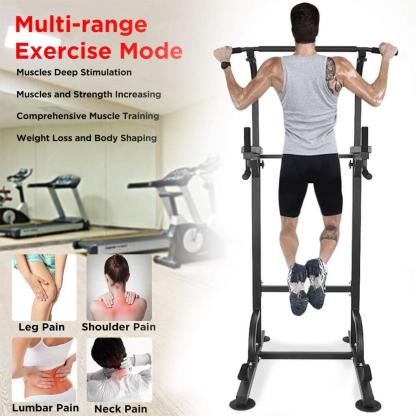 Multi-range
Exercise Mode
Muscles Deep Stimulation
Muscles and Strength Increasing
Comprehensive Muscle Training
Weight Loss and Body Shaping
Leg Pain
Shoulder Pain
Lumbar Pain
Neck Pain